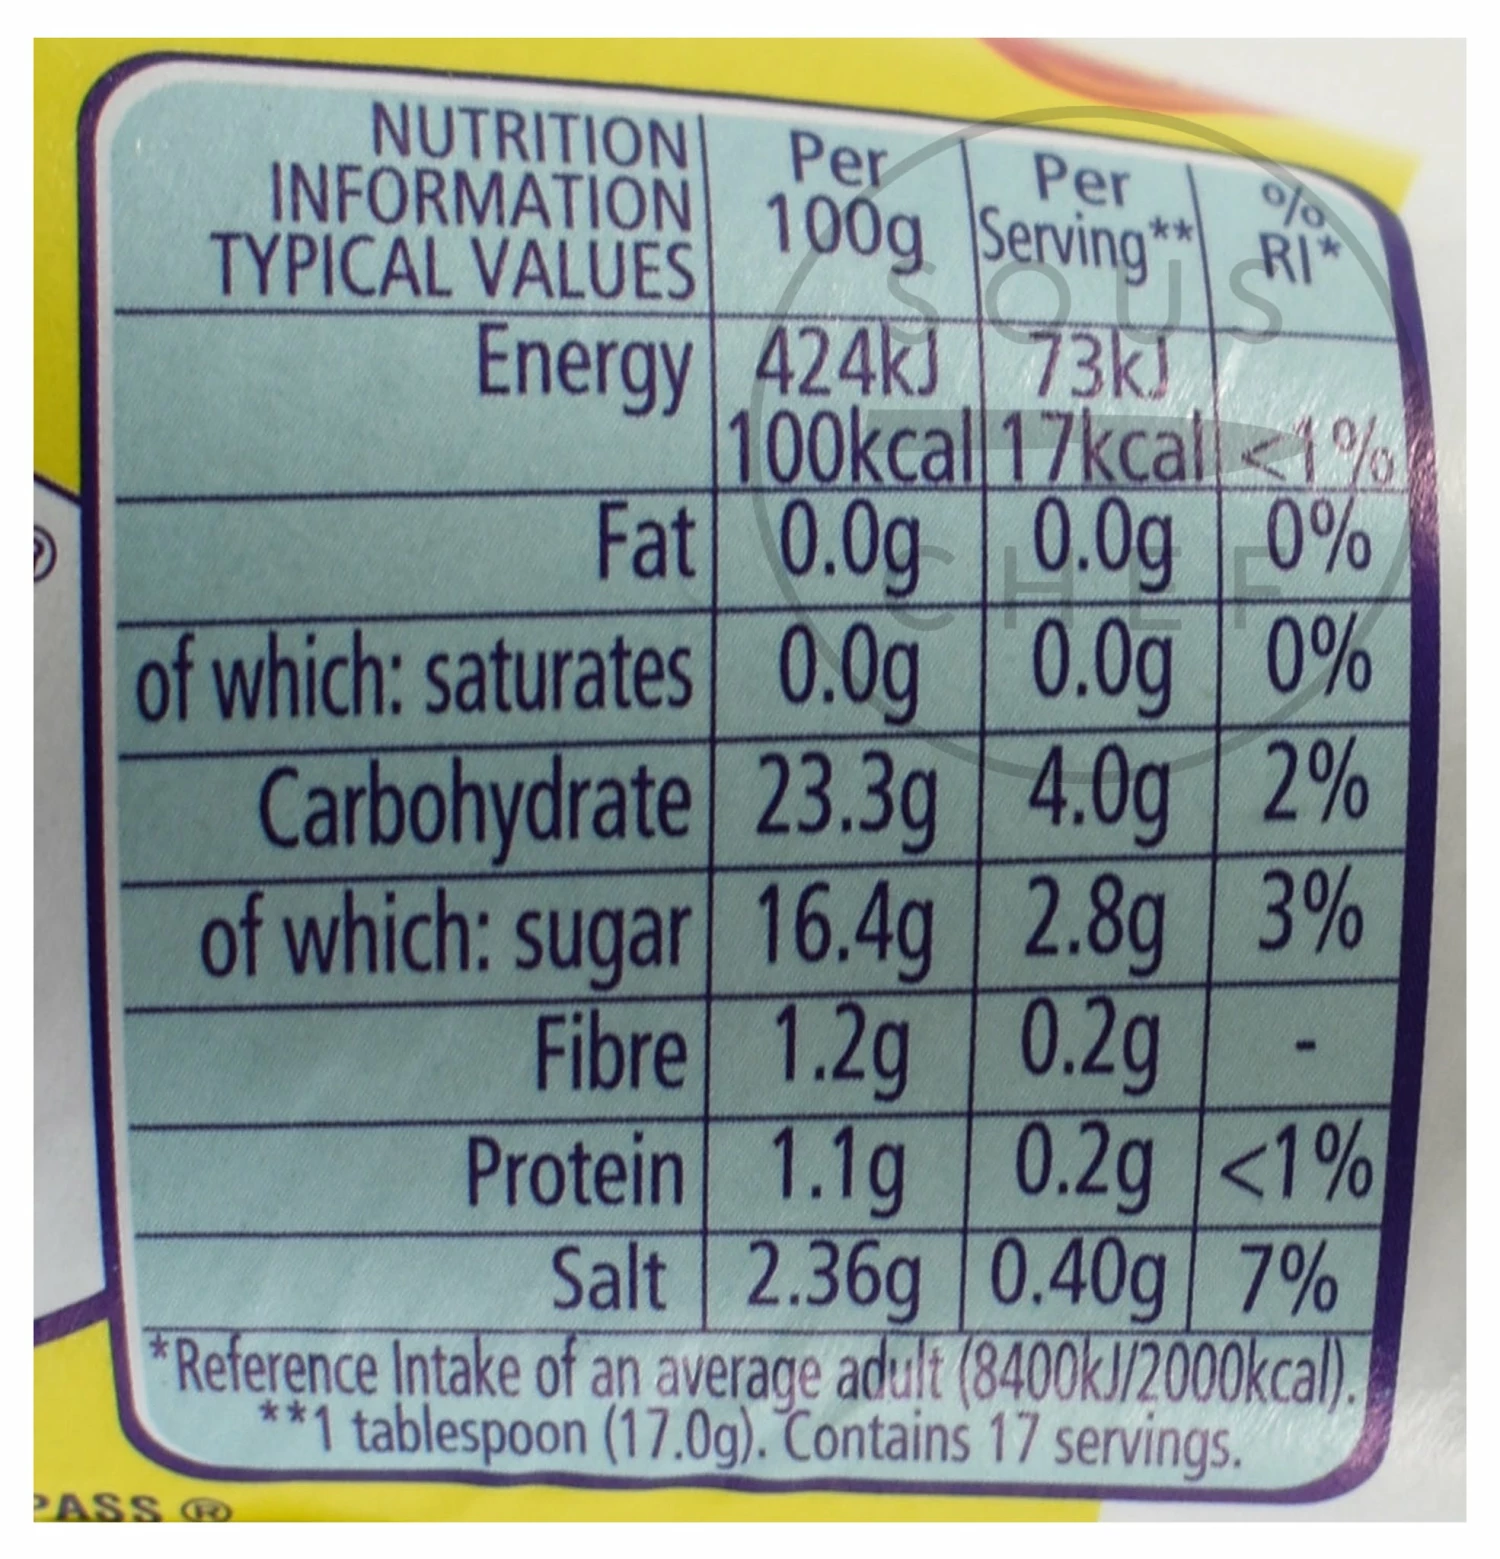 NUTRITION INFORMATION TYPICAL VALUES Per 100g Per Serving** % RI*
Energy 424kJ 73kJ
100kcal 17kcal <1%
Fat 0.0g 0.0g 0%
of which: saturates 0.0g 0.0g 0%
Carbohydrate 23.3g 4.0g 2%
of which: sugar 16.4g 2.8g 3%
Fibre 1.2g 0.2g -
Protein 1.1g 0.2g <1%
Salt 2.36g 0.40g 7%
*Reference Intake of an average adult (8400kJ/2000kcal).
**1 tablespoon (17.0g). Contains 17 servings.
PASS ®
SOUS
CHEF